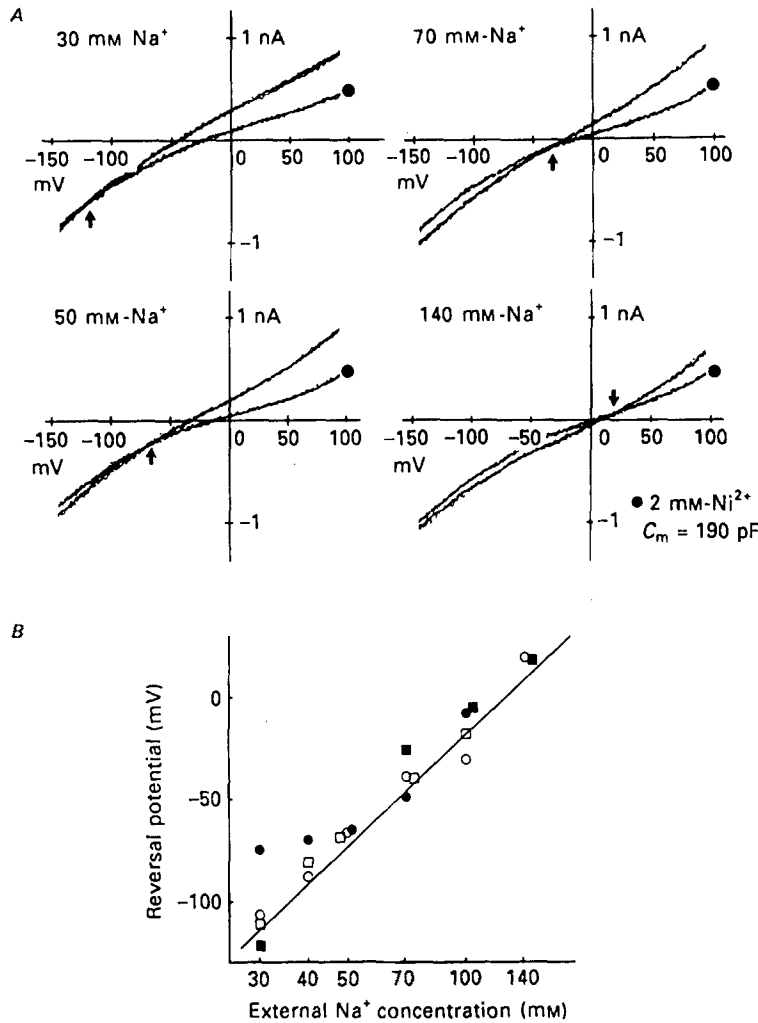 A
30 mM Na⁺
1 nA
−150 −100 0 50 100
mV
−1
70 mM-Na⁺
1 nA
−150 −100 0 50 100
mV
−1
50 mM-Na⁺
1 nA
−150 −100 −50 0 50 100
mV
−1
140 mM-Na⁺
1 nA
−150 −100 −50 0 50 100
mV
−1
● 2 mM-Ni²⁺
Cm = 190 pF
B
Reversal potential (mV)
0
−50
−100
30 40 50 70 100 140
External Na⁺ concentration (mM)